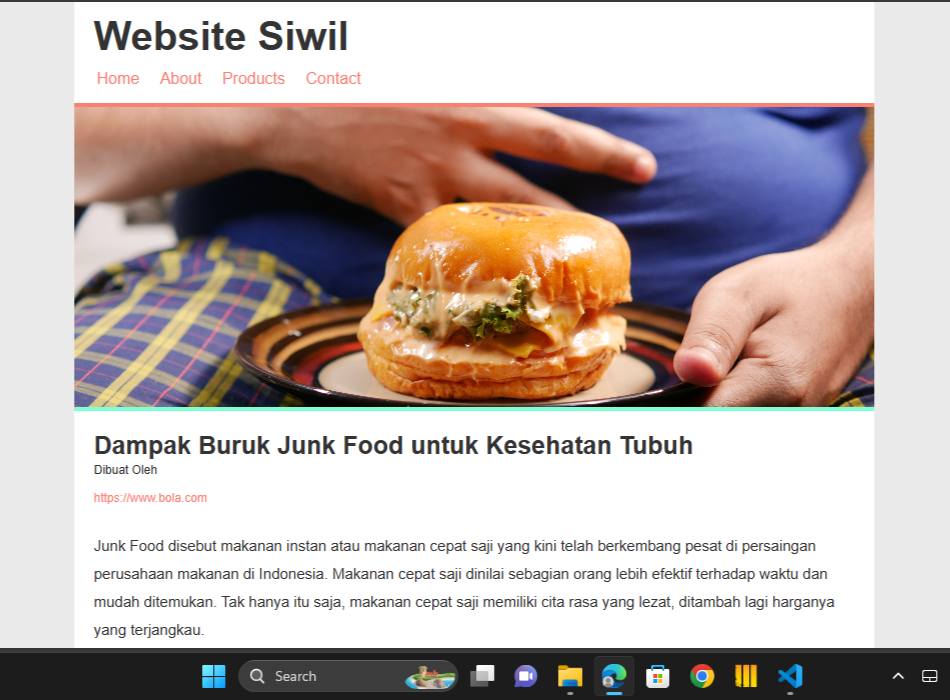 Website Siwil
Home About Products Contact
Dampak Buruk Junk Food untuk Kesehatan Tubuh
Dibuat Oleh
https://www.bola.com
Junk Food disebut makanan instan atau makanan cepat saji yang kini telah berkembang pesat di persaingan
perusahaan makanan di Indonesia. Makanan cepat saji dinilai sebagian orang lebih efektif terhadap waktu dan
mudah ditemukan. Tak hanya itu saja, makanan cepat saji memiliki cita rasa yang lezat, ditambah lagi harganya
yang terjangkau.
Search